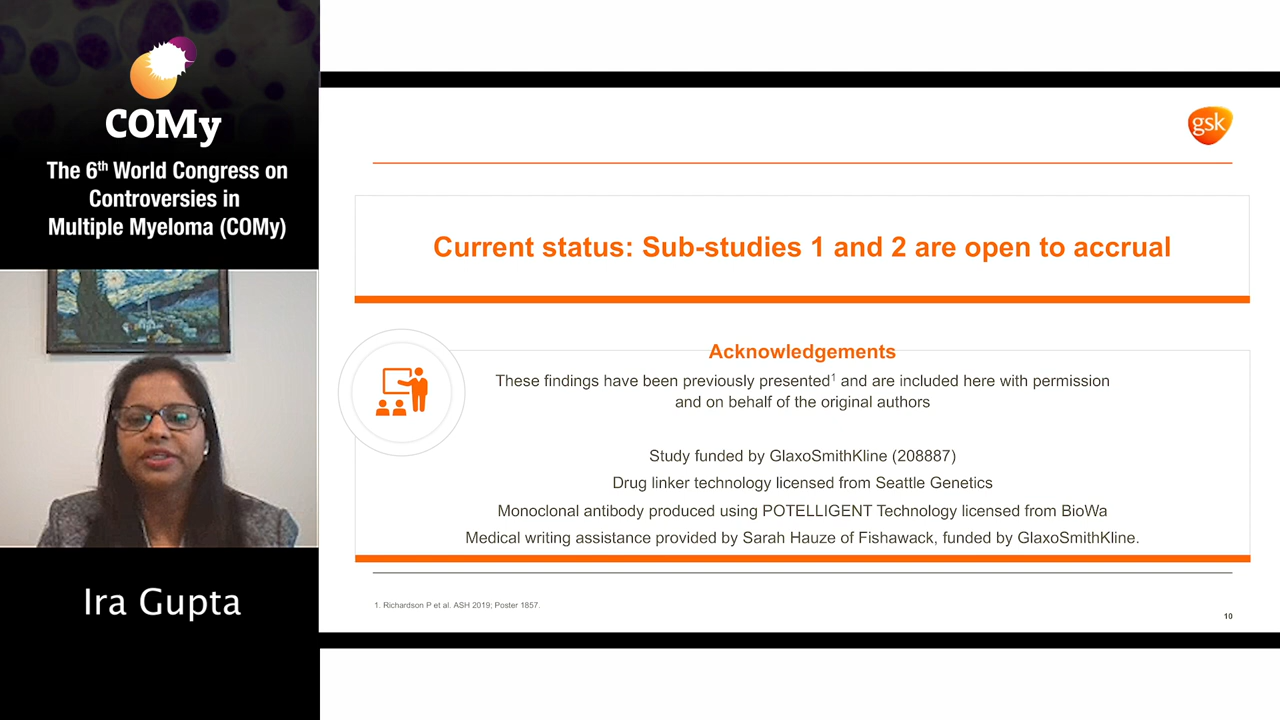 COMy
The 6th World Congress on
Controversies in
Multiple Myeloma (COMy)
Ira Gupta
gsk
Current status: Sub-studies 1 and 2 are open to accrual
Acknowledgements
These findings have been previously presented1 and are included here with permission
and on behalf of the original authors
Study funded by GlaxoSmithKline (208887)
Drug linker technology licensed from Seattle Genetics
Monoclonal antibody produced using POTELLIGENT Technology licensed from BioWa
Medical writing assistance provided by Sarah Hauze of Fishawack, funded by GlaxoSmithKline.
1. Richardson P et al. ASH 2019; Poster 1857.
10